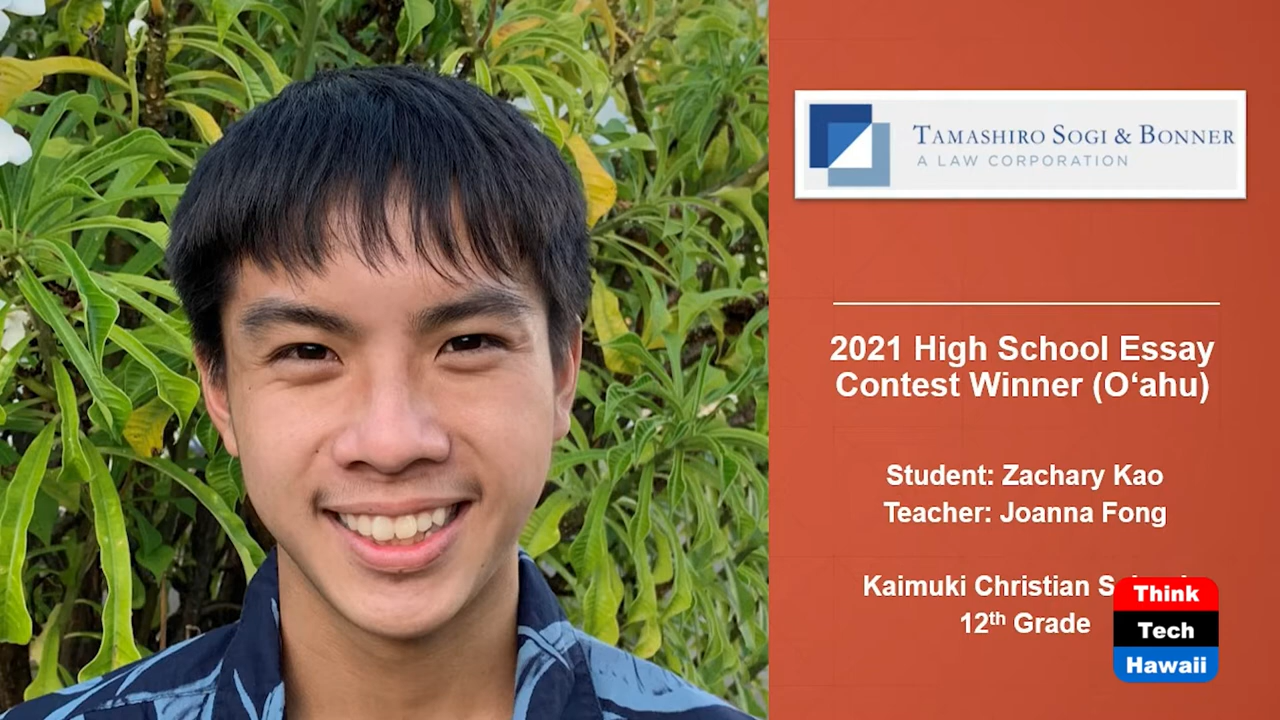 TAMASHIRO SOGI & BONNER
A LAW CORPORATION
2021 High School Essay
Contest Winner (Oʻahu)
Student: Zachary Kao
Teacher: Joanna Fong
Kaimuki Christian
12th Grade
Think
Tech
Hawaii